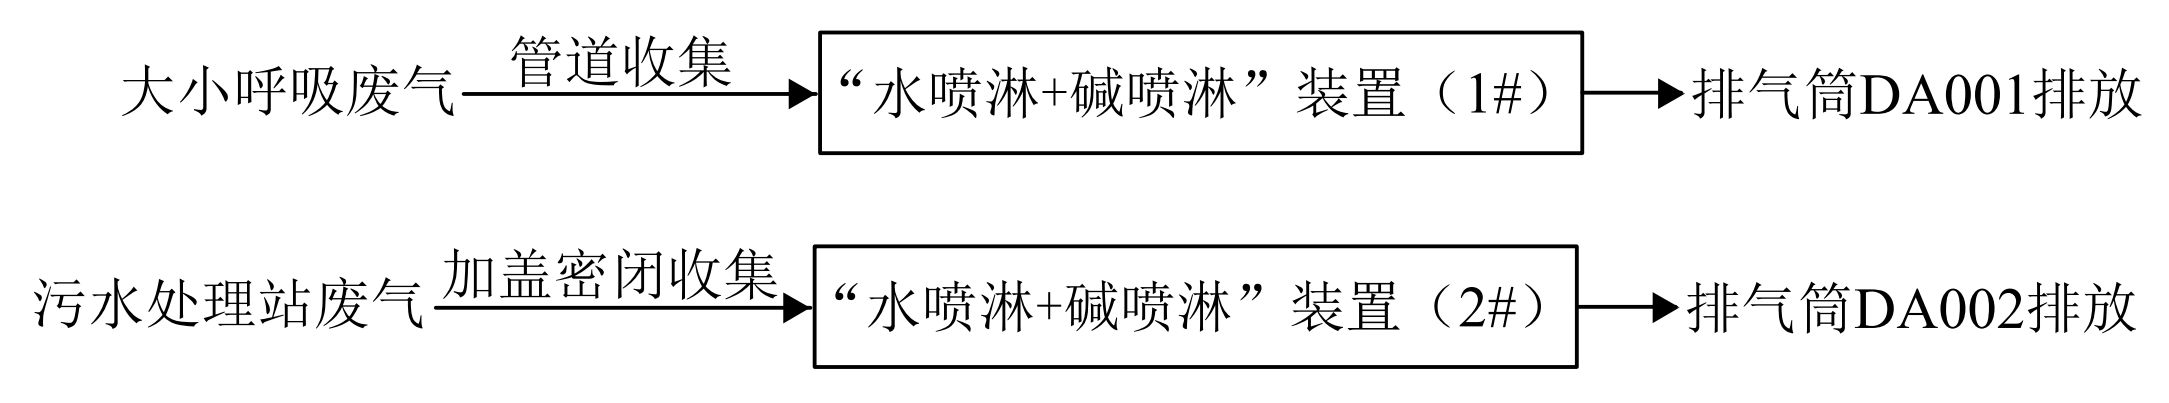 大小呼吸废气 管道收集 “水喷淋+碱喷淋”装置（1#） 排气筒DA001排放
污水处理站废气 加盖密闭收集 “水喷淋+碱喷淋”装置（2#） 排气筒DA002排放